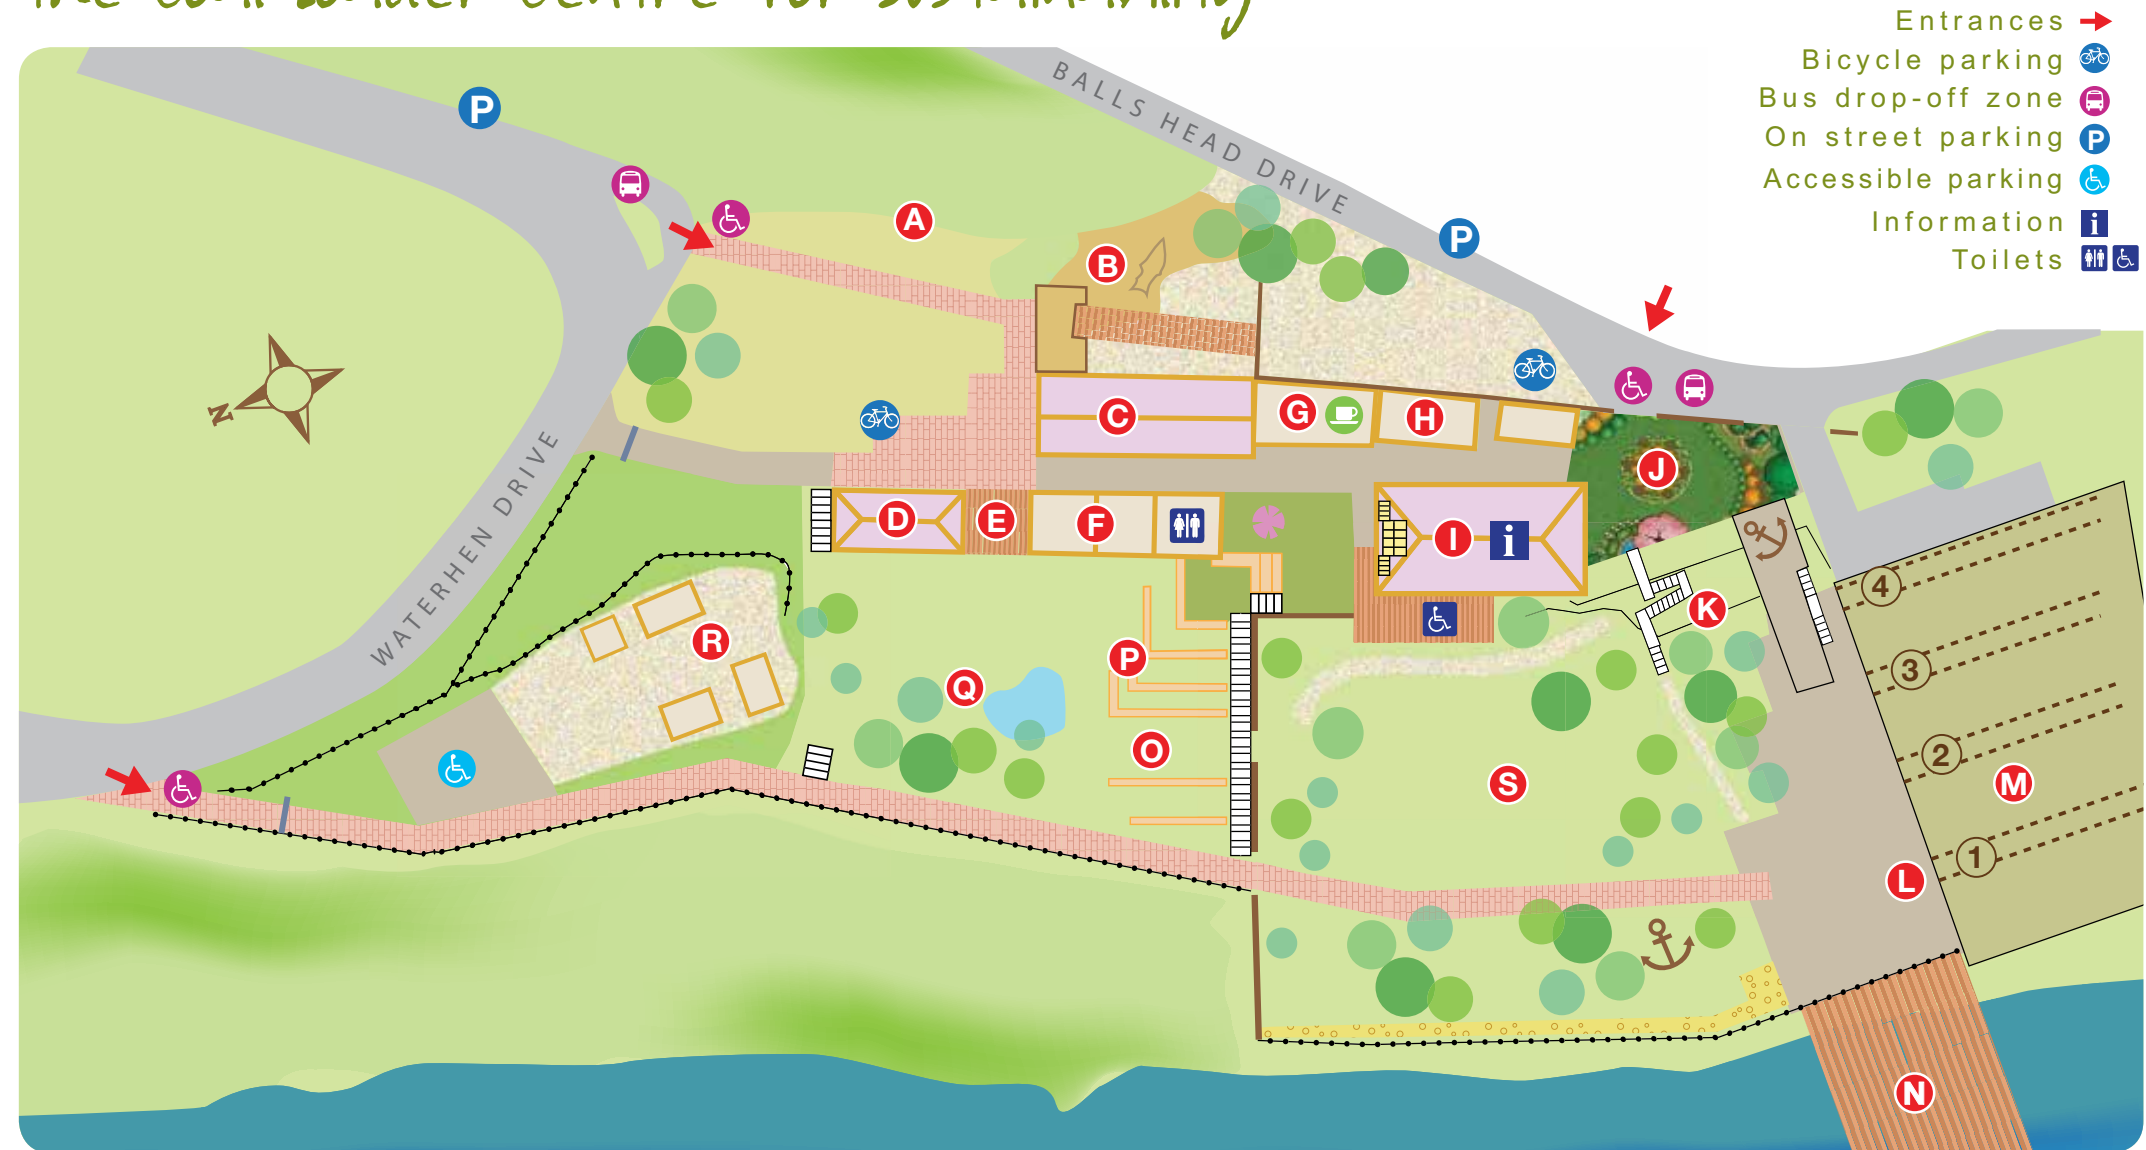 Entrances
Bicycle parking
Bus drop-off zone
On street parking
P
Accessible parking
Information
i
Toilets
BALLS HEAD DRIVE
P
P
A
B
N
C
G
H
J
WATERHEN DRIVE
D
E
F
I
i
K
4
R
P
Q
3
O
S
2
M
1
L
N